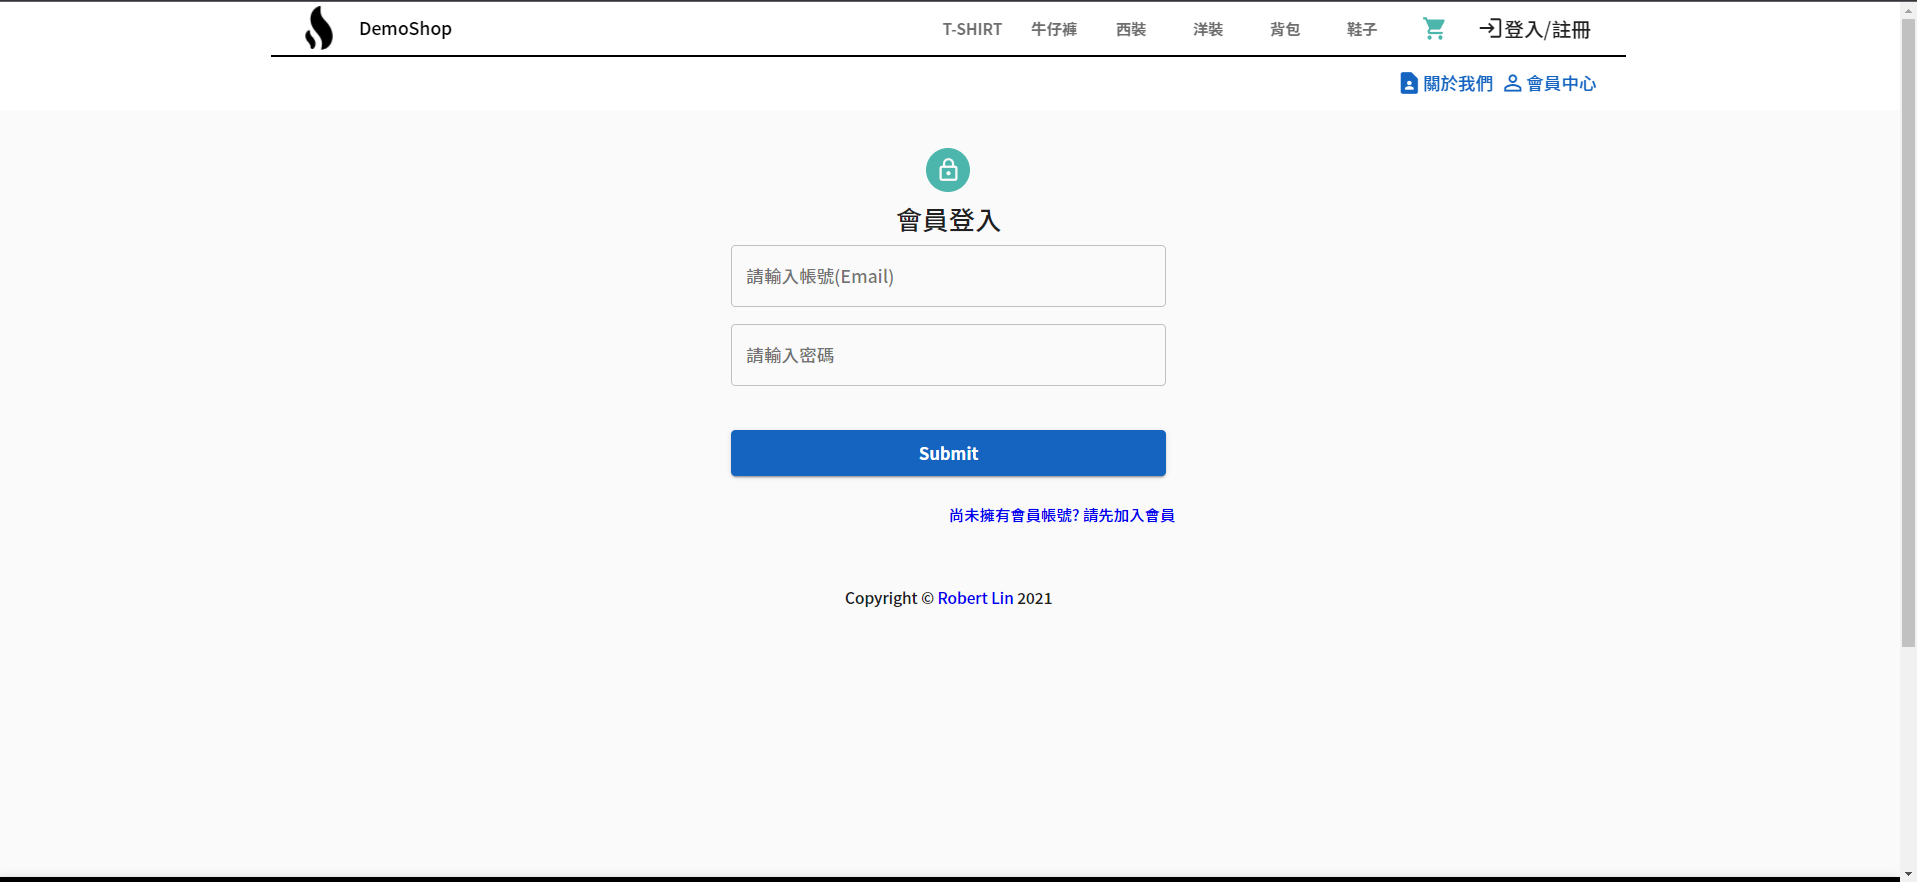 DemoShop
T-SHIRT 牛仔褲 西裝 洋裝 背包 鞋子 登入/註冊
關於我們 會員中心
會員登入
請輸入帳號(Email)
請輸入密碼
Submit
尚未擁有會員帳號? 請先加入會員
Copyright © Robert Lin 2021